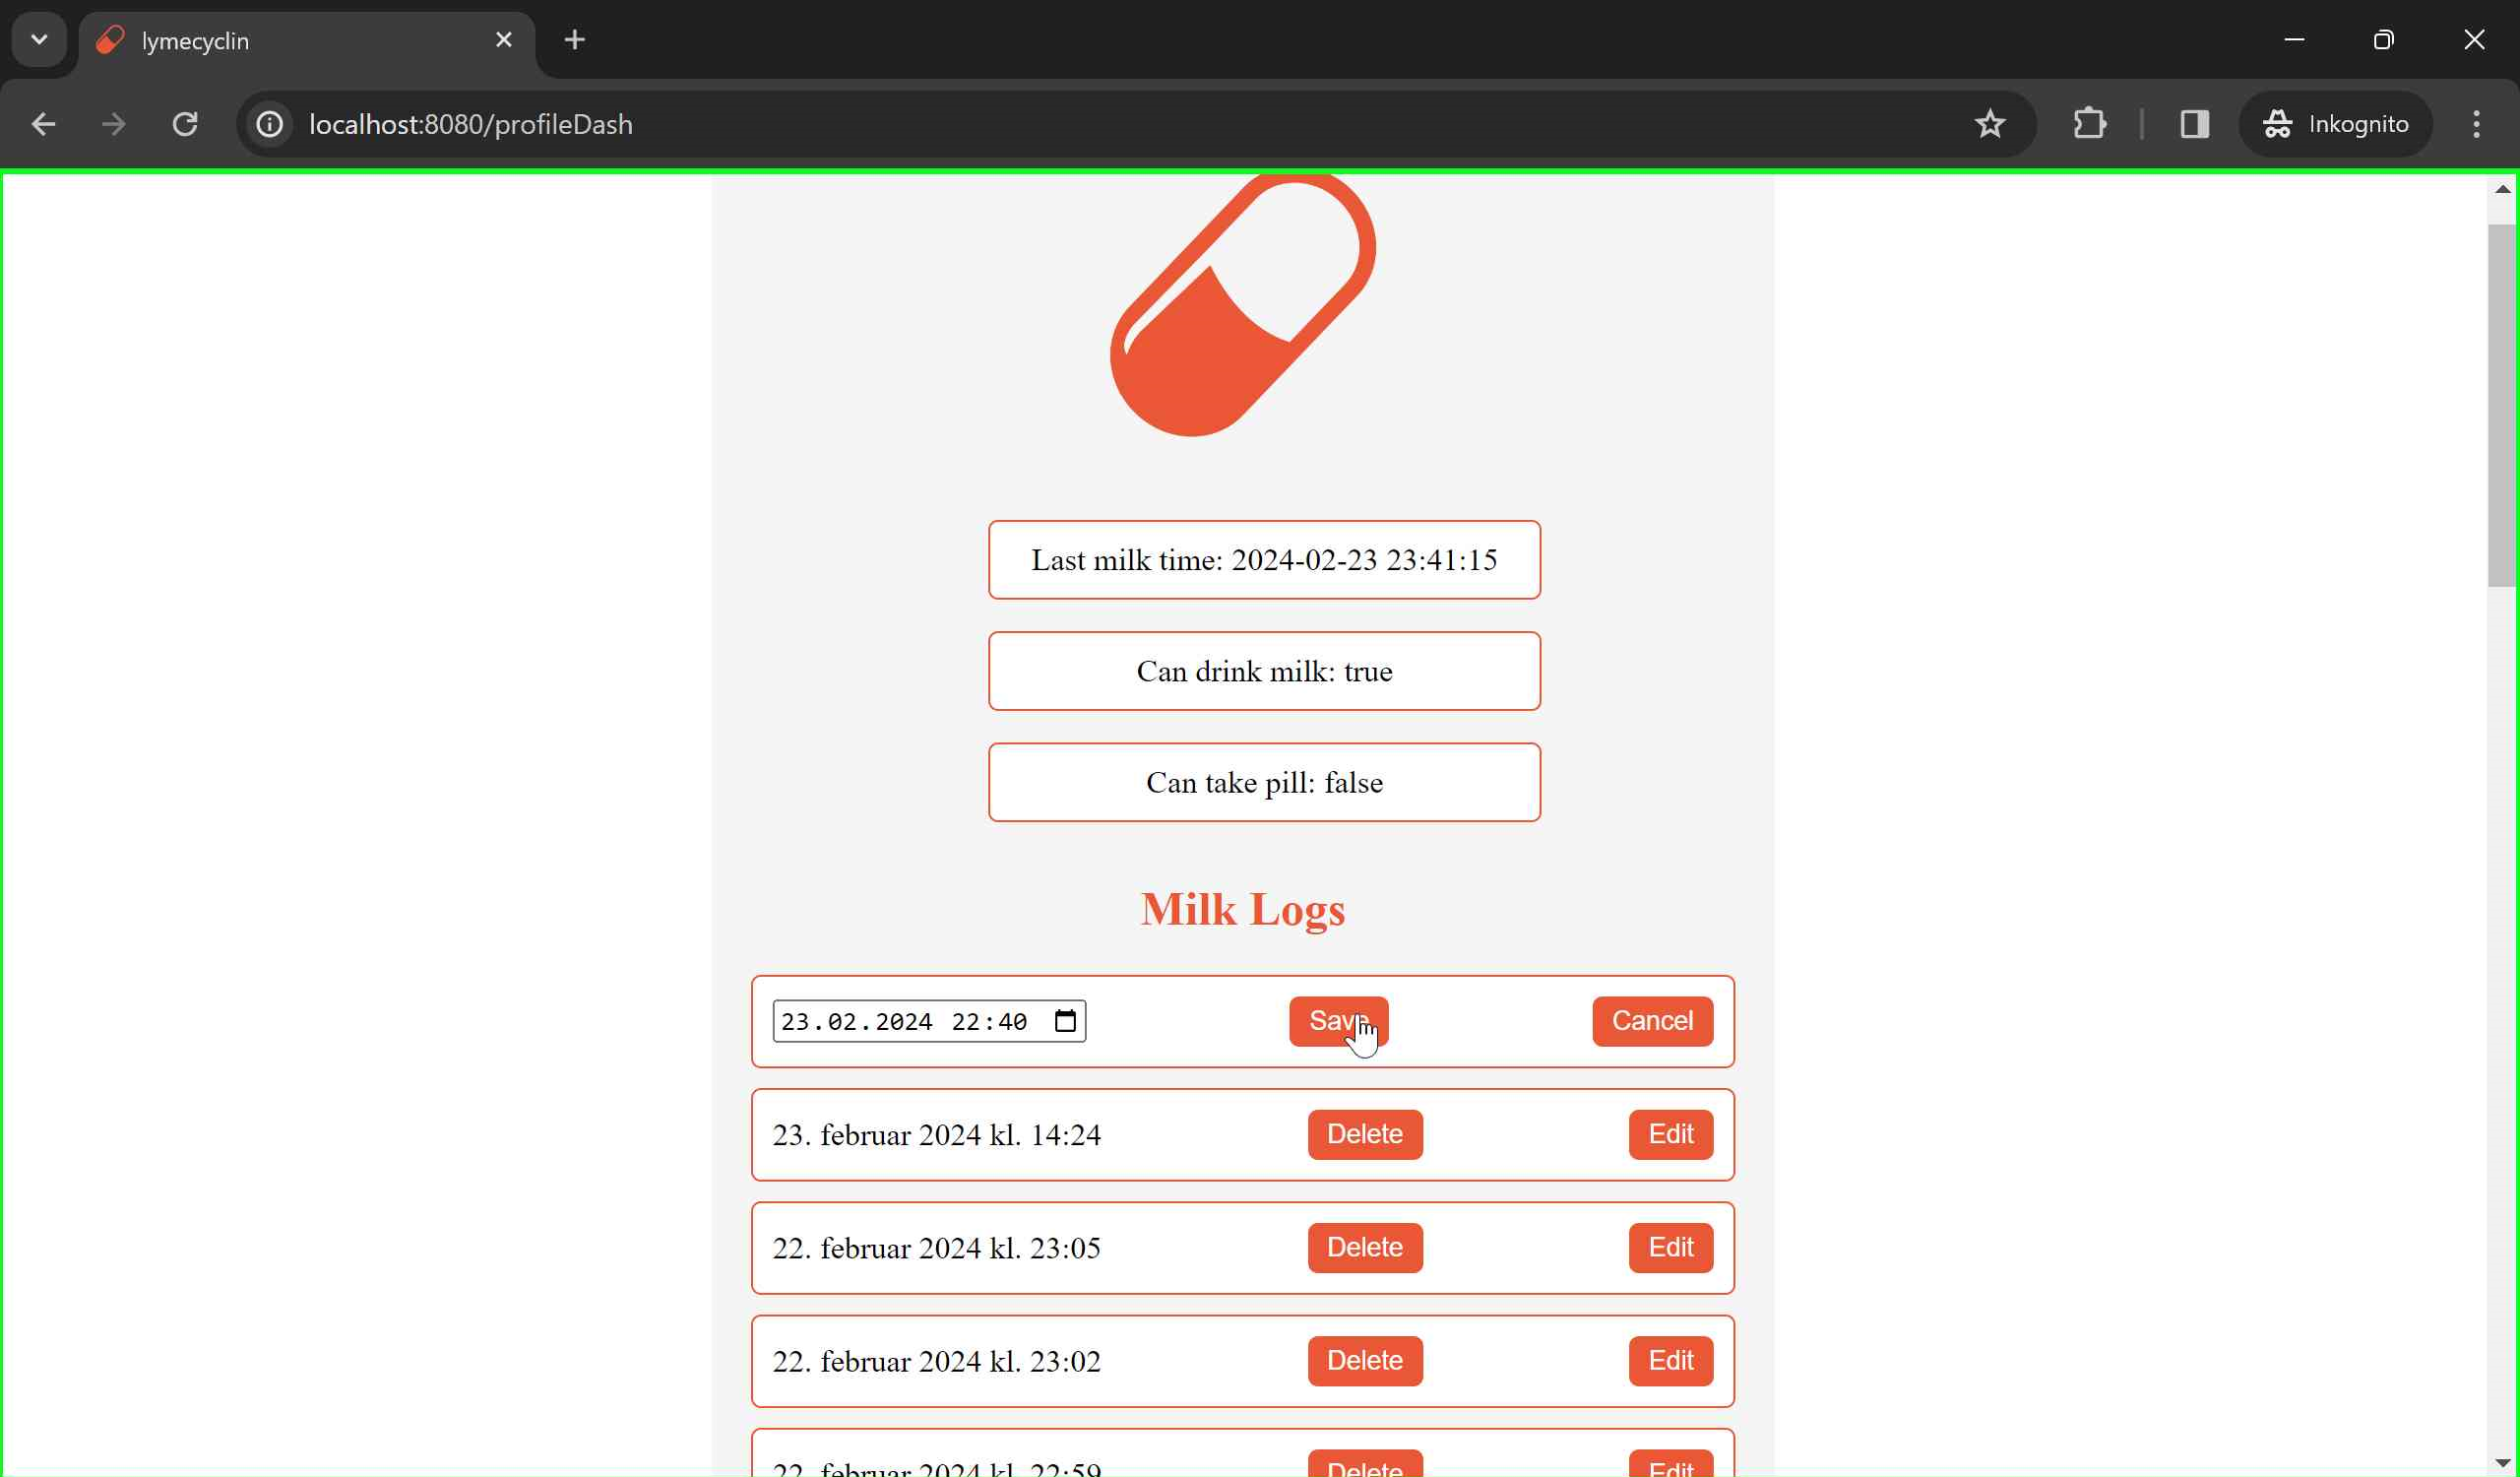 lymecyclin
localhost:8080/profileDash
Inkognito
Last milk time: 2024-02-23 23:41:15
Can drink milk: true
Can take pill: false
Milk Logs
23.02.2024 22:40 Save Cancel
23. februar 2024 kl. 14:24 Delete Edit
22. februar 2024 kl. 23:05 Delete Edit
22. februar 2024 kl. 23:02 Delete Edit
22. februar 2024 kl. 22:59 Delete Edit